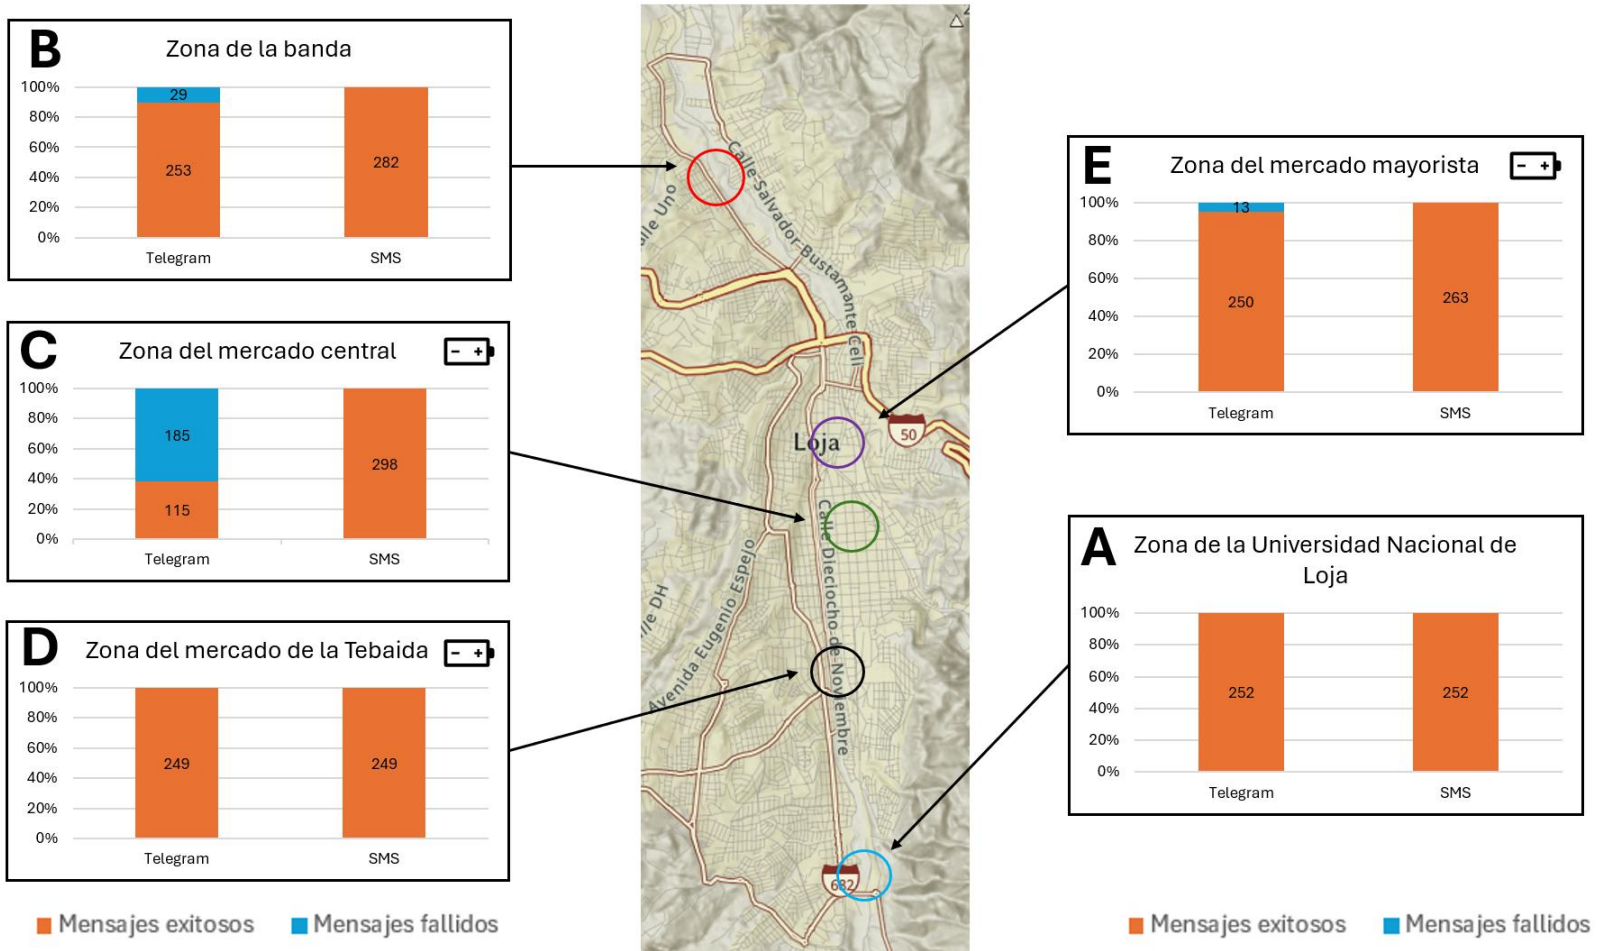 B
Zona de la banda
100%
80%
60%
40%
20%
0%
29
253
282
Telegram
SMS
C
Zona del mercado central
- +
100%
80%
60%
40%
20%
0%
185
115
298
Telegram
SMS
D
Zona del mercado de la Tebaida
- +
100%
80%
60%
40%
20%
0%
249
249
Telegram
SMS
Mensajes exitosos
Mensajes fallidos
Calle Salvador Bustamante Celi
Loja
50
Calle Dieciocho de Noviembre
Avenida Eugenio Espejo
682
E
Zona del mercado mayorista
- +
100%
80%
60%
40%
20%
0%
13
250
263
Telegram
SMS
A
Zona de la Universidad Nacional de
Loja
100%
80%
60%
40%
20%
0%
252
252
Telegram
SMS
Mensajes exitosos
Mensajes fallidos